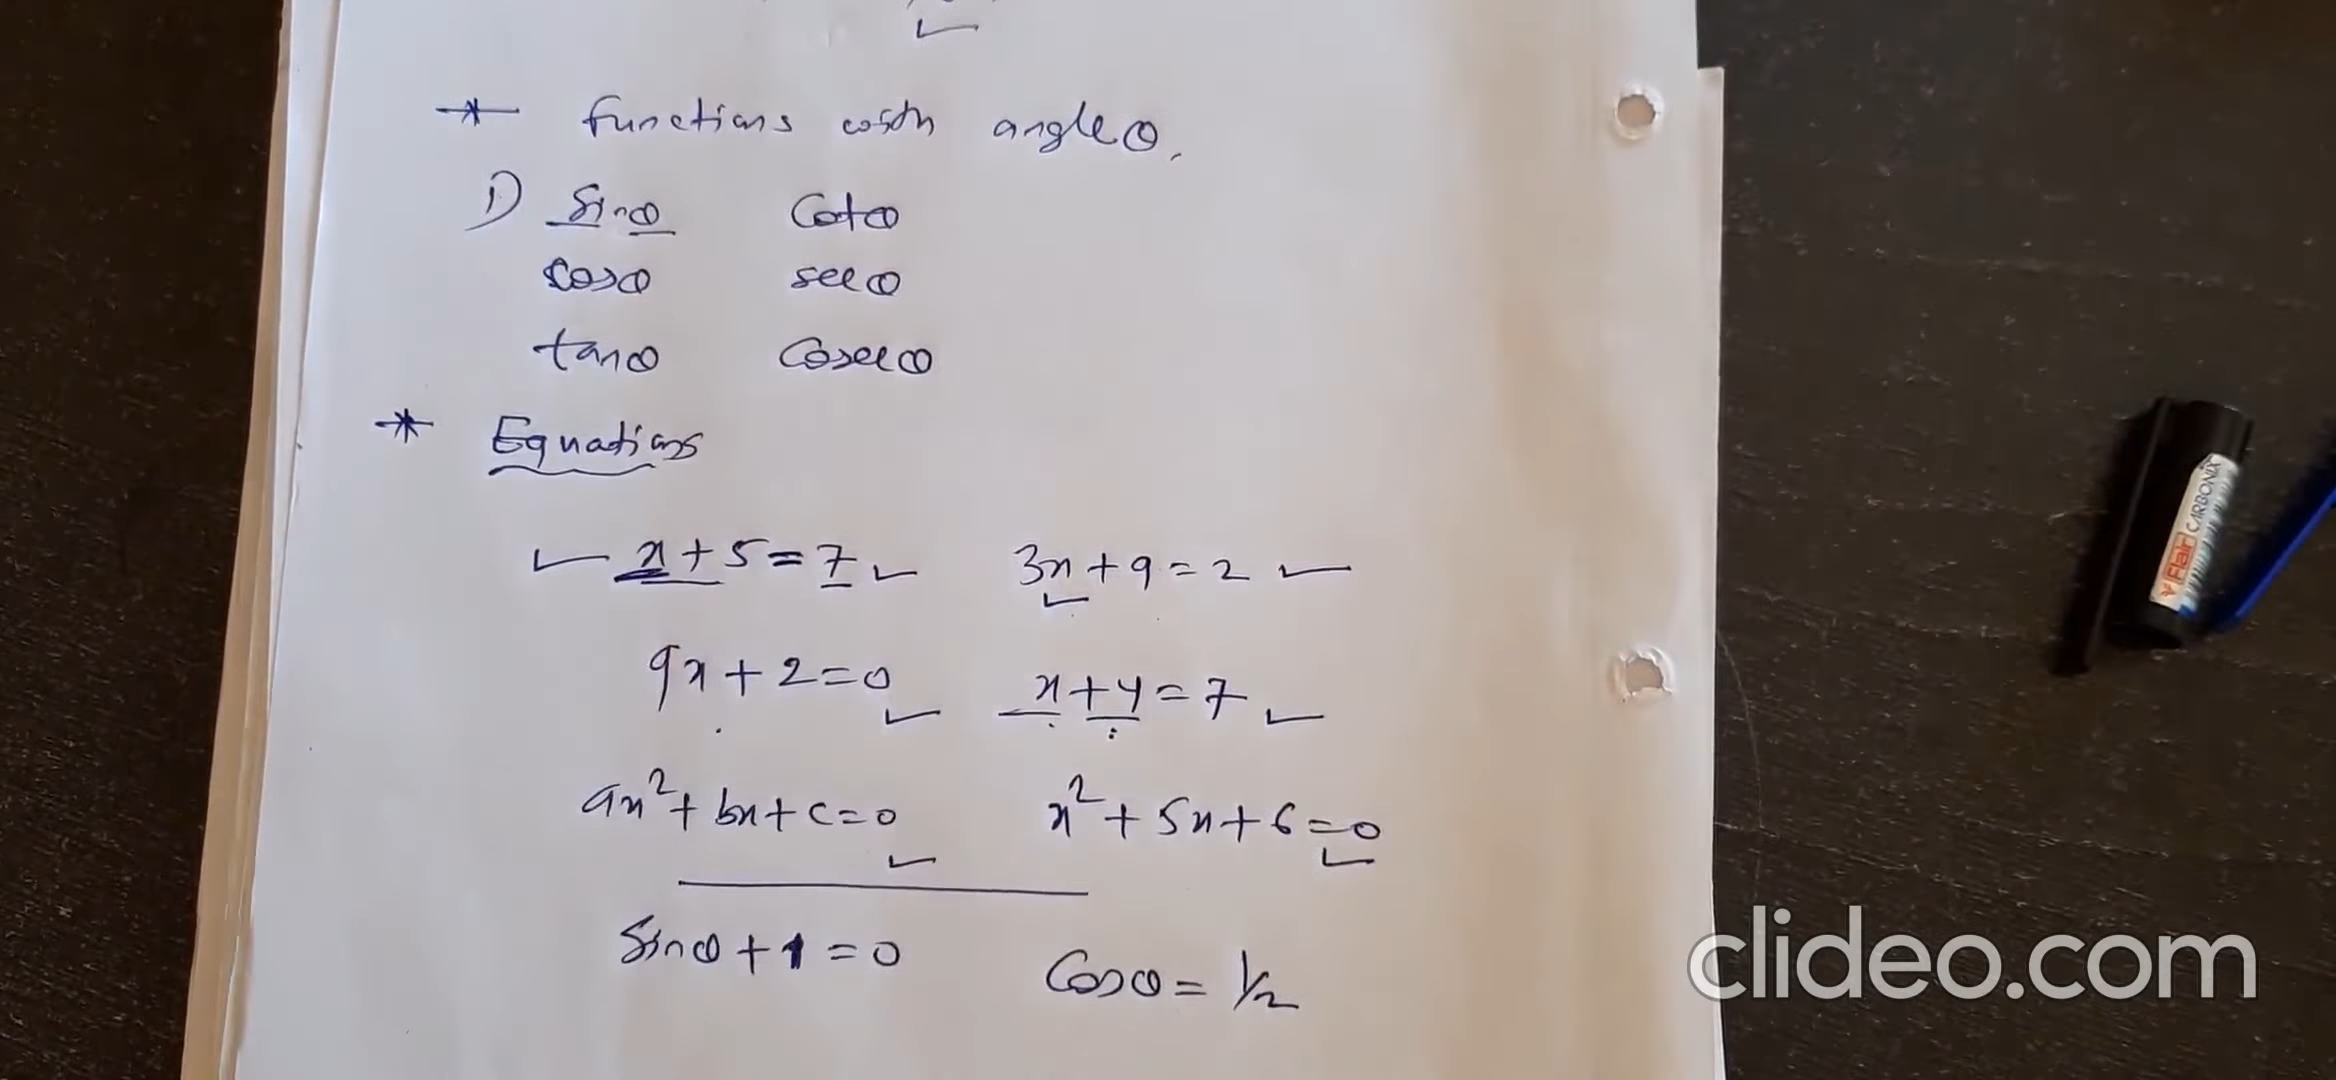 * Functions with angle θ.
1) Sinθ Cotθ
Cosθ secθ
tanθ Cosecθ
* Equations
x + 5 = 7 3x + 9 = 2
9x + 2 = 0 x + y = 7
ax² + bx + c = 0 x² + 5x + 6 = 0
Sinθ + 1 = 0 Cosθ = 1/2
Flair CARBONIX
clideo.com